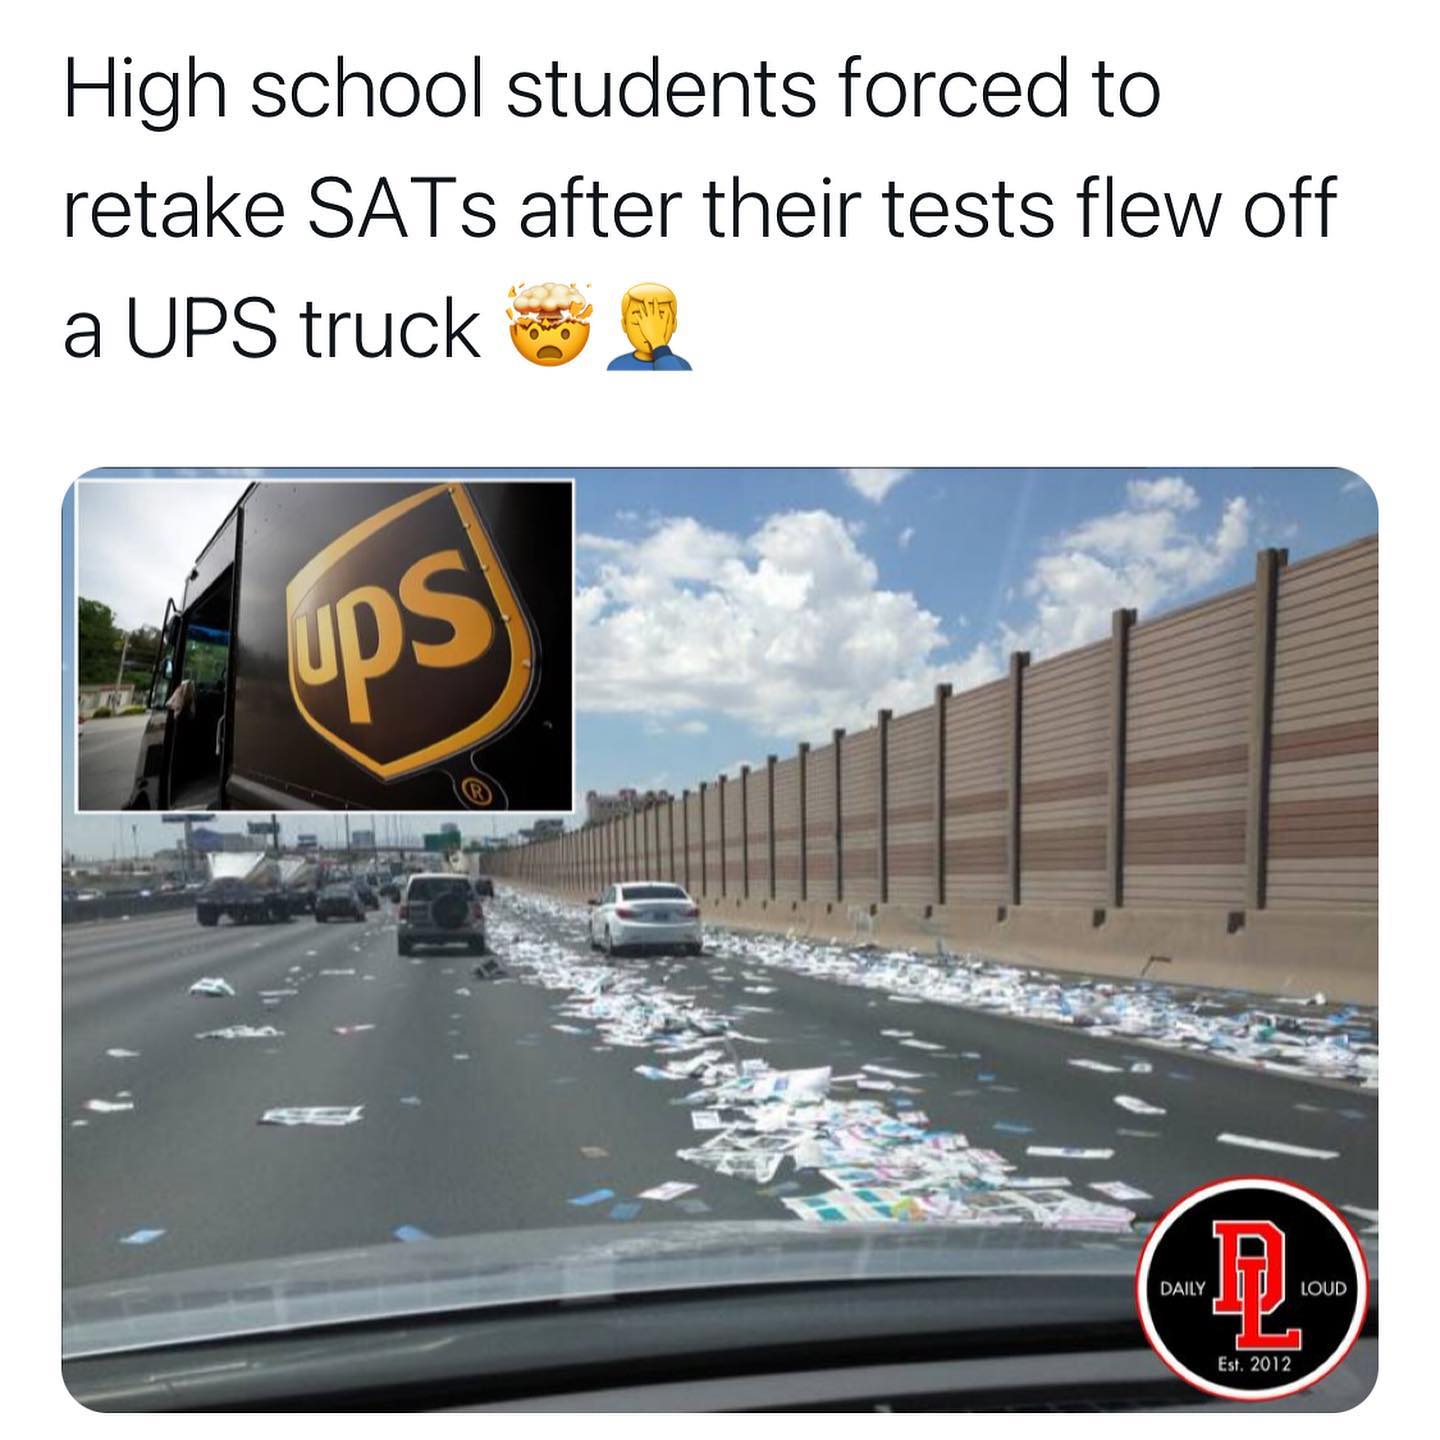 High school students forced to
retake SATs after their tests flew off
a UPS truck 🤯🤦‍♂️
ups
®
DL
DAILY LOUD
Est. 2012